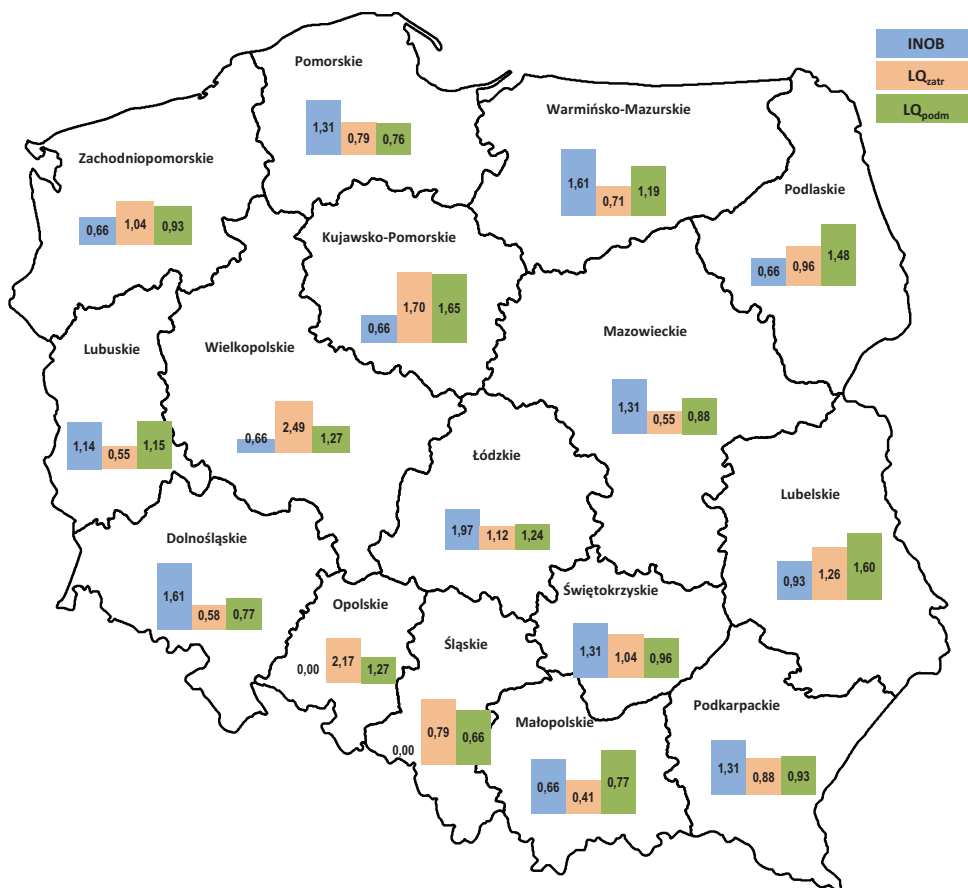 INOB
LQzatr
LQpodm
Pomorskie
1,31
0,79
0,76
Warmińsko-Mazurskie
1,61
0,71
1,19
Zachodniopomorskie
0,66
1,04
0,93
Podlaskie
0,66
0,96
1,48
Kujawsko-Pomorskie
0,66
1,70
1,65
Mazowieckie
1,31
0,55
0,88
Lubuskie
1,14
0,55
1,15
Wielkopolskie
0,66
2,49
1,27
Łódzkie
1,97
1,12
1,24
Lubelskie
0,93
1,26
1,60
Dolnośląskie
1,61
0,58
0,77
Opolskie
0,00
2,17
1,27
Śląskie
0,00
0,79
0,66
Świętokrzyskie
1,31
1,04
0,96
Małopolskie
0,66
0,41
0,77
Podkarpackie
1,31
0,88
0,93